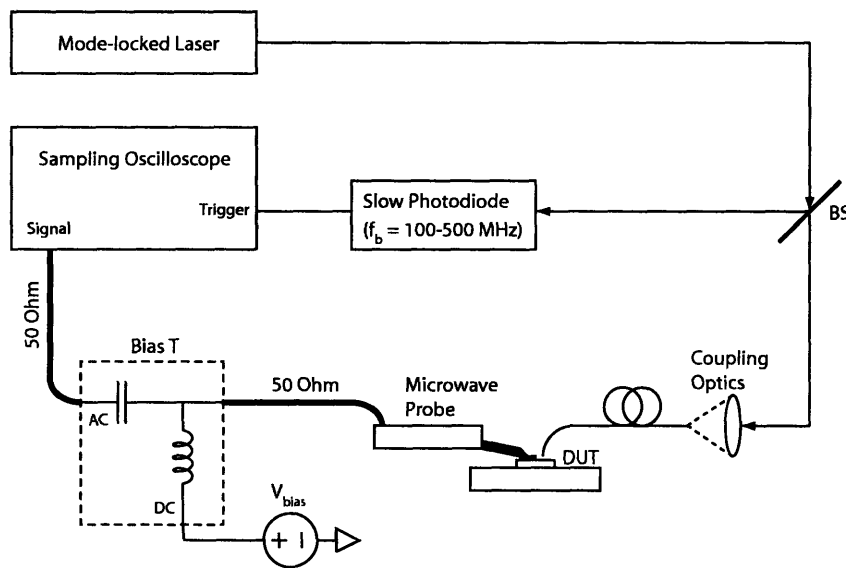 Mode-locked Laser
Sampling Oscilloscope
Trigger
Signal
Slow Photodiode
(f_b = 100-500 MHz)
BS
50 Ohm
Bias T
AC
DC
50 Ohm
Microwave
Probe
Coupling
Optics
DUT
V_bias
+ I